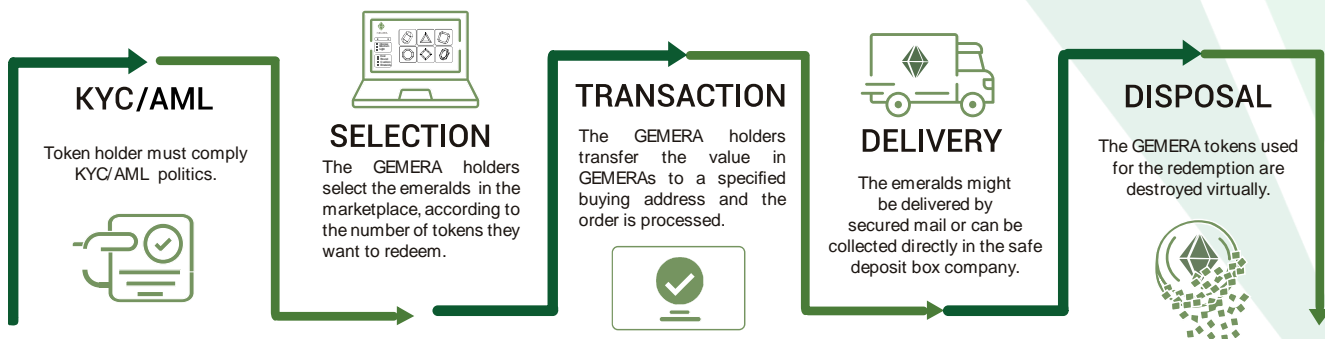 KYC/AML
Token holder must comply
KYC/AML politics.
SELECTION
The GEMERA holders
select the emeralds in the
marketplace, according to
the number of tokens they
want to redeem.
TRANSACTION
The GEMERA holders
transfer the value in
GEMERAs to a specified
buying address and the
order is processed.
DELIVERY
The emeralds might
be delivered by
secured mail or can be
collected directly in the safe
deposit box company.
DISPOSAL
The GEMERA tokens used
for the redemption are
destroyed virtually.